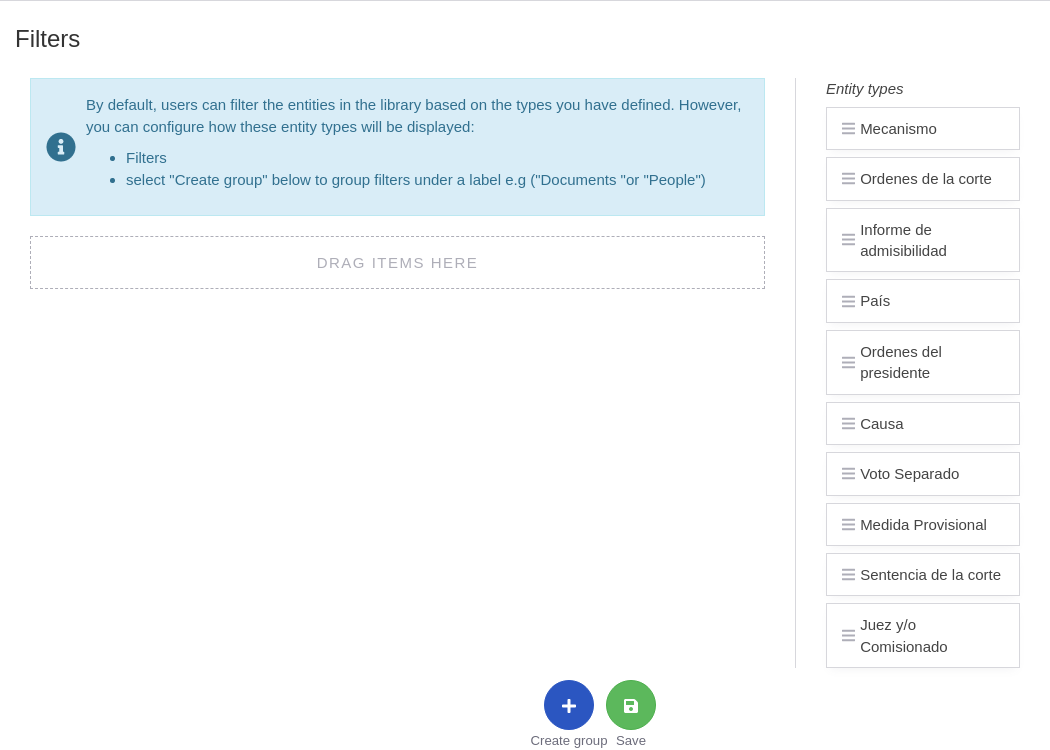 Filters
By default, users can filter the entities in the library based on the types you have defined. However,
you can configure how these entity types will be displayed:
Filters
select "Create group" below to group filters under a label e.g ("Documents "or "People")
DRAG ITEMS HERE
Entity types
Mecanismo
Ordenes de la corte
Informe de
admisibilidad
País
Ordenes del
presidente
Causa
Voto Separado
Medida Provisional
Sentencia de la corte
Juez y/o
Comisionado
Create group
Save